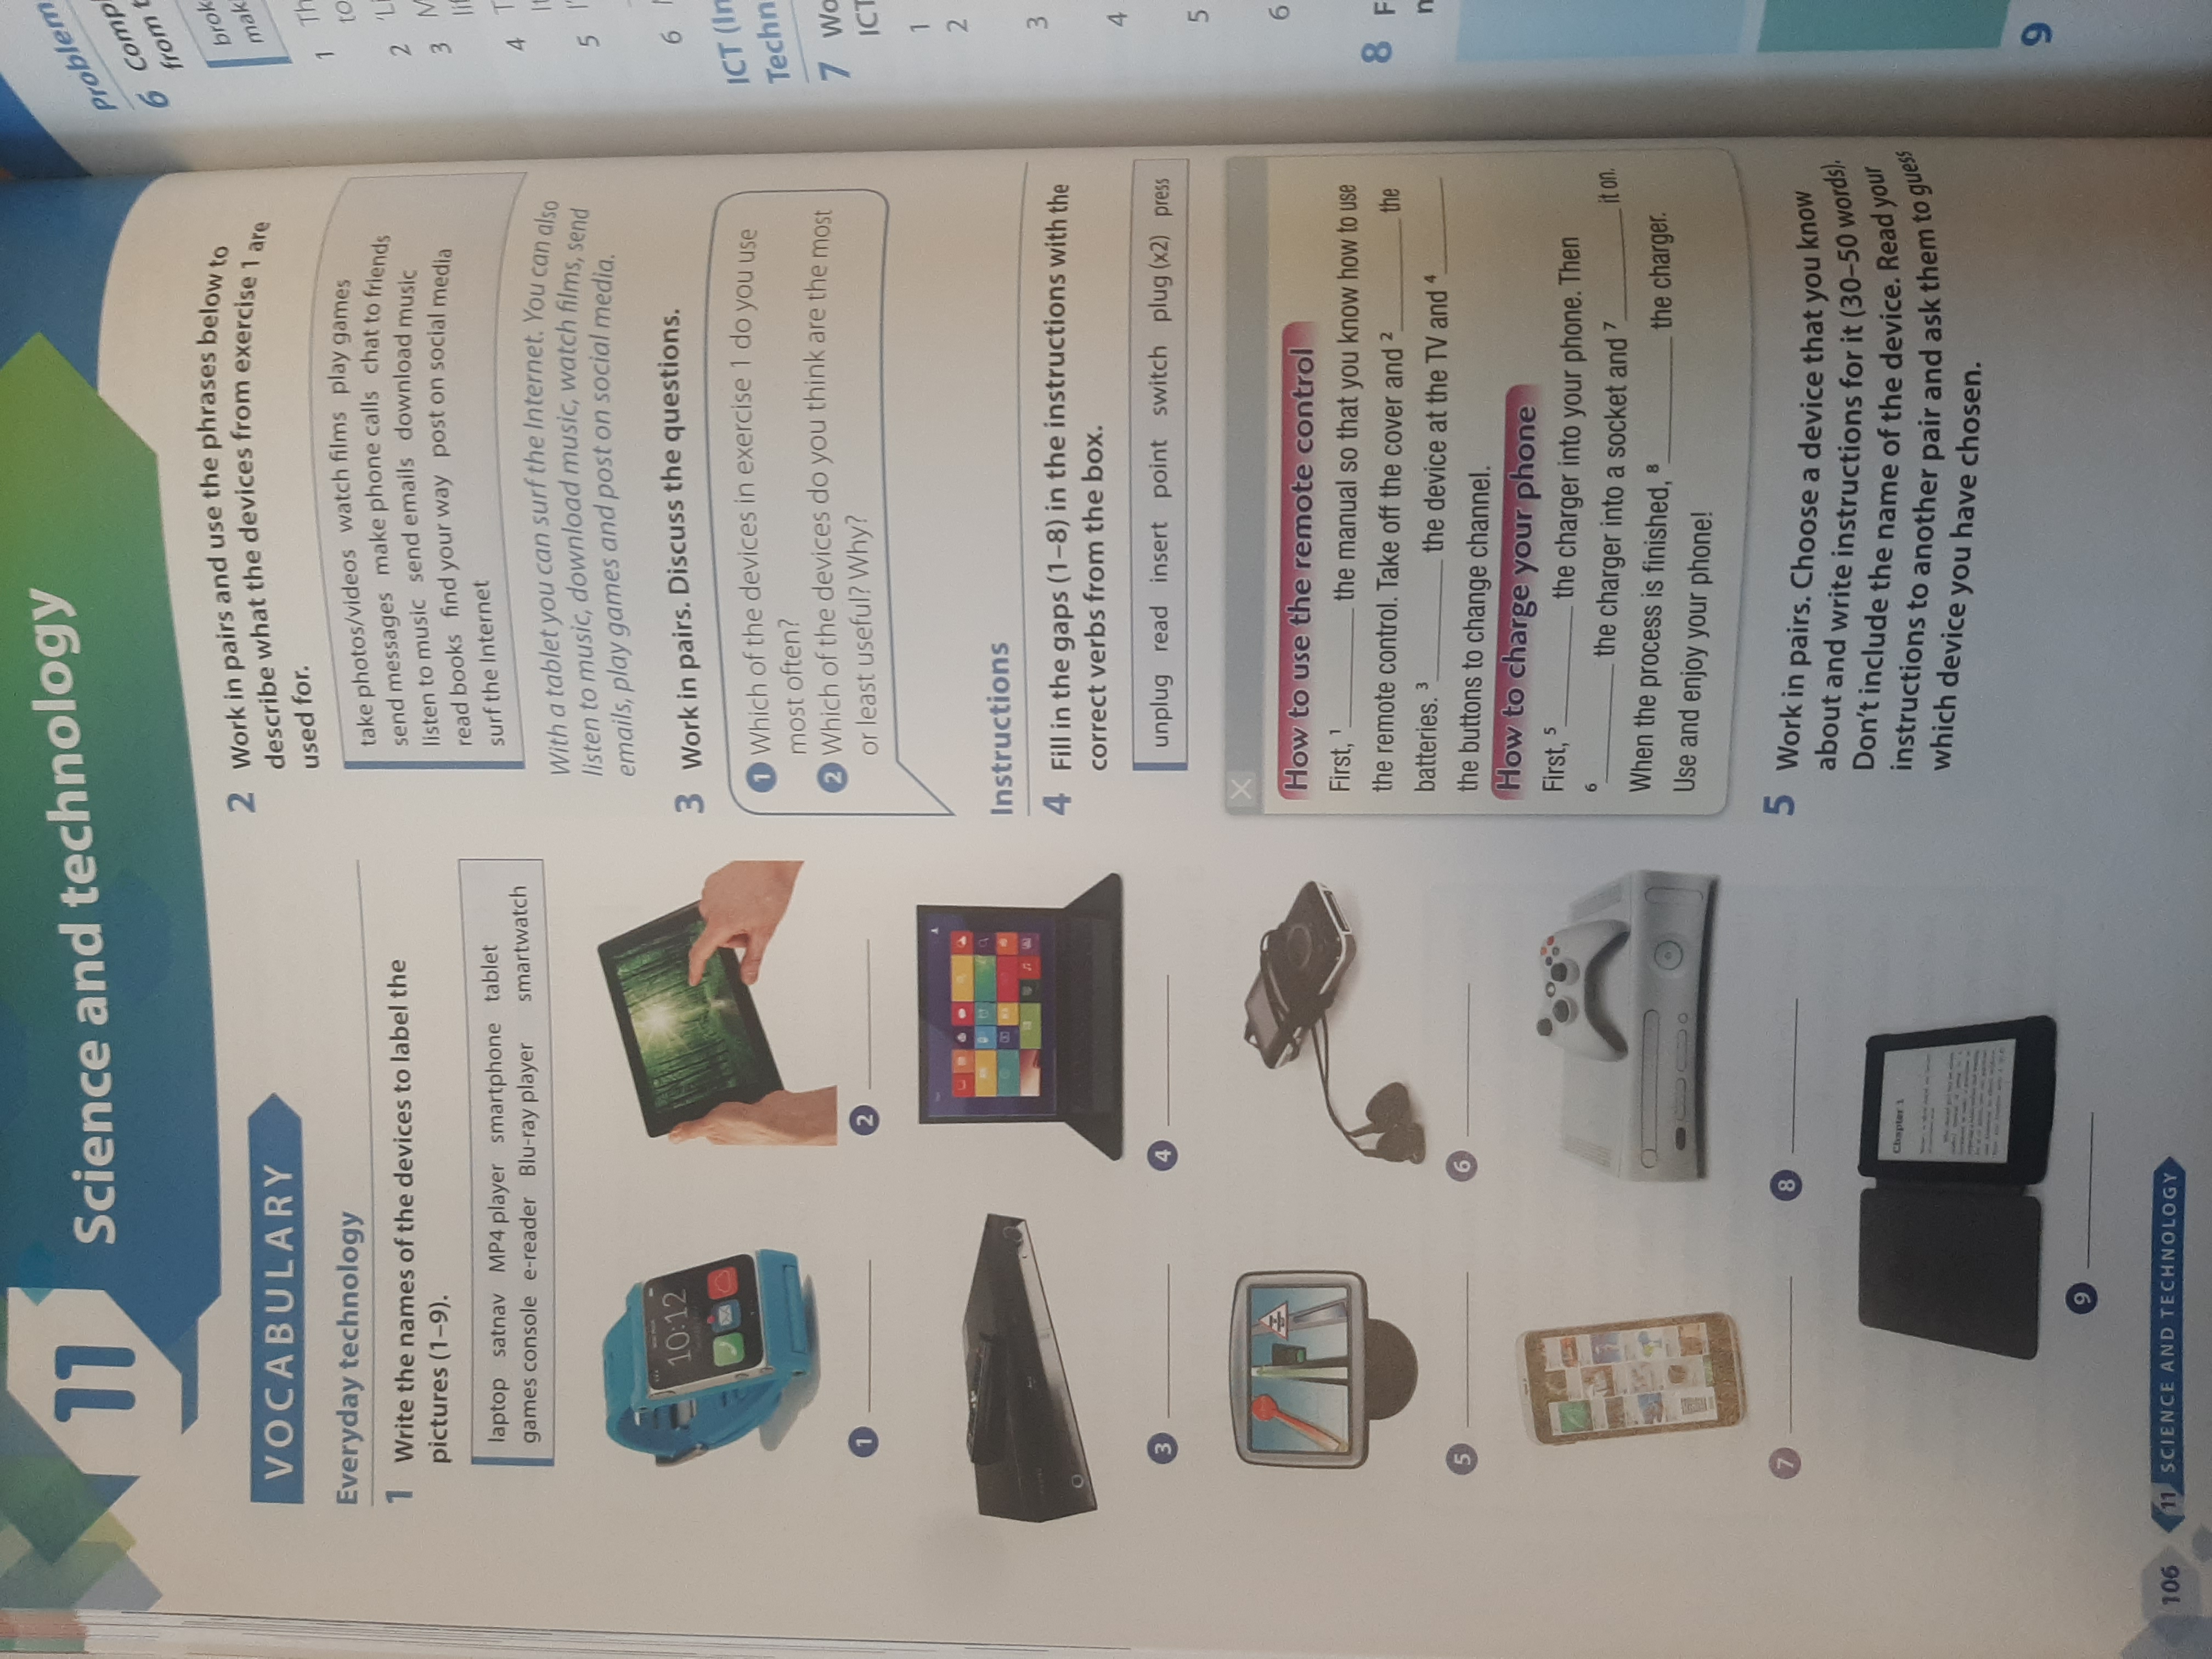 11
Science and technology
VOCABULARY
Everyday technology
1 Write the names of the devices to label the
pictures (1–9).
laptop satnav MP4 player smartphone tablet
games console e-reader Blu-ray player smartwatch
10:12
1
2
3
4
5
6
7
8
Chapter 1
9
106
11 SCIENCE AND TECHNOLOGY
2 Work in pairs and use the phrases below to
describe what the devices from exercise 1 are
used for.
take photos/videos watch films play games
send messages make phone calls chat to friends
listen to music send emails download music
read books find your way post on social media
surf the Internet
With a tablet you can surf the Internet. You can also
listen to music, download music, watch films, send
emails, play games and post on social media.
3 Work in pairs. Discuss the questions.
1 Which of the devices in exercise 1 do you use
most often?
2 Which of the devices do you think are the most
or least useful? Why?
Instructions
4 Fill in the gaps (1–8) in the instructions with the
correct verbs from the box.
unplug read insert point switch plug (x2) press
How to use the remote control
First, 1__________ the manual so that you know how to use
the remote control. Take off the cover and 2__________ the
batteries. 3__________ the device at the TV and 4__________
the buttons to change channel.
How to charge your phone
First, 5__________ the charger into your phone. Then
6__________ the charger into a socket and 7__________ it on.
When the process is finished, 8__________ the charger.
Use and enjoy your phone!
5 Work in pairs. Choose a device that you know
about and write instructions for it (30–50 words).
Don't include the name of the device. Read your
instructions to another pair and ask them to guess
which device you have chosen.
Problem
6 Comp
from t
brok
mak
1 Th
to
2 'Li
3 M
lif
4 T
It
5 I'
6
ICT (In
Techn
7 Wo
ICT
1
2
3
4
5
6
8 F
9